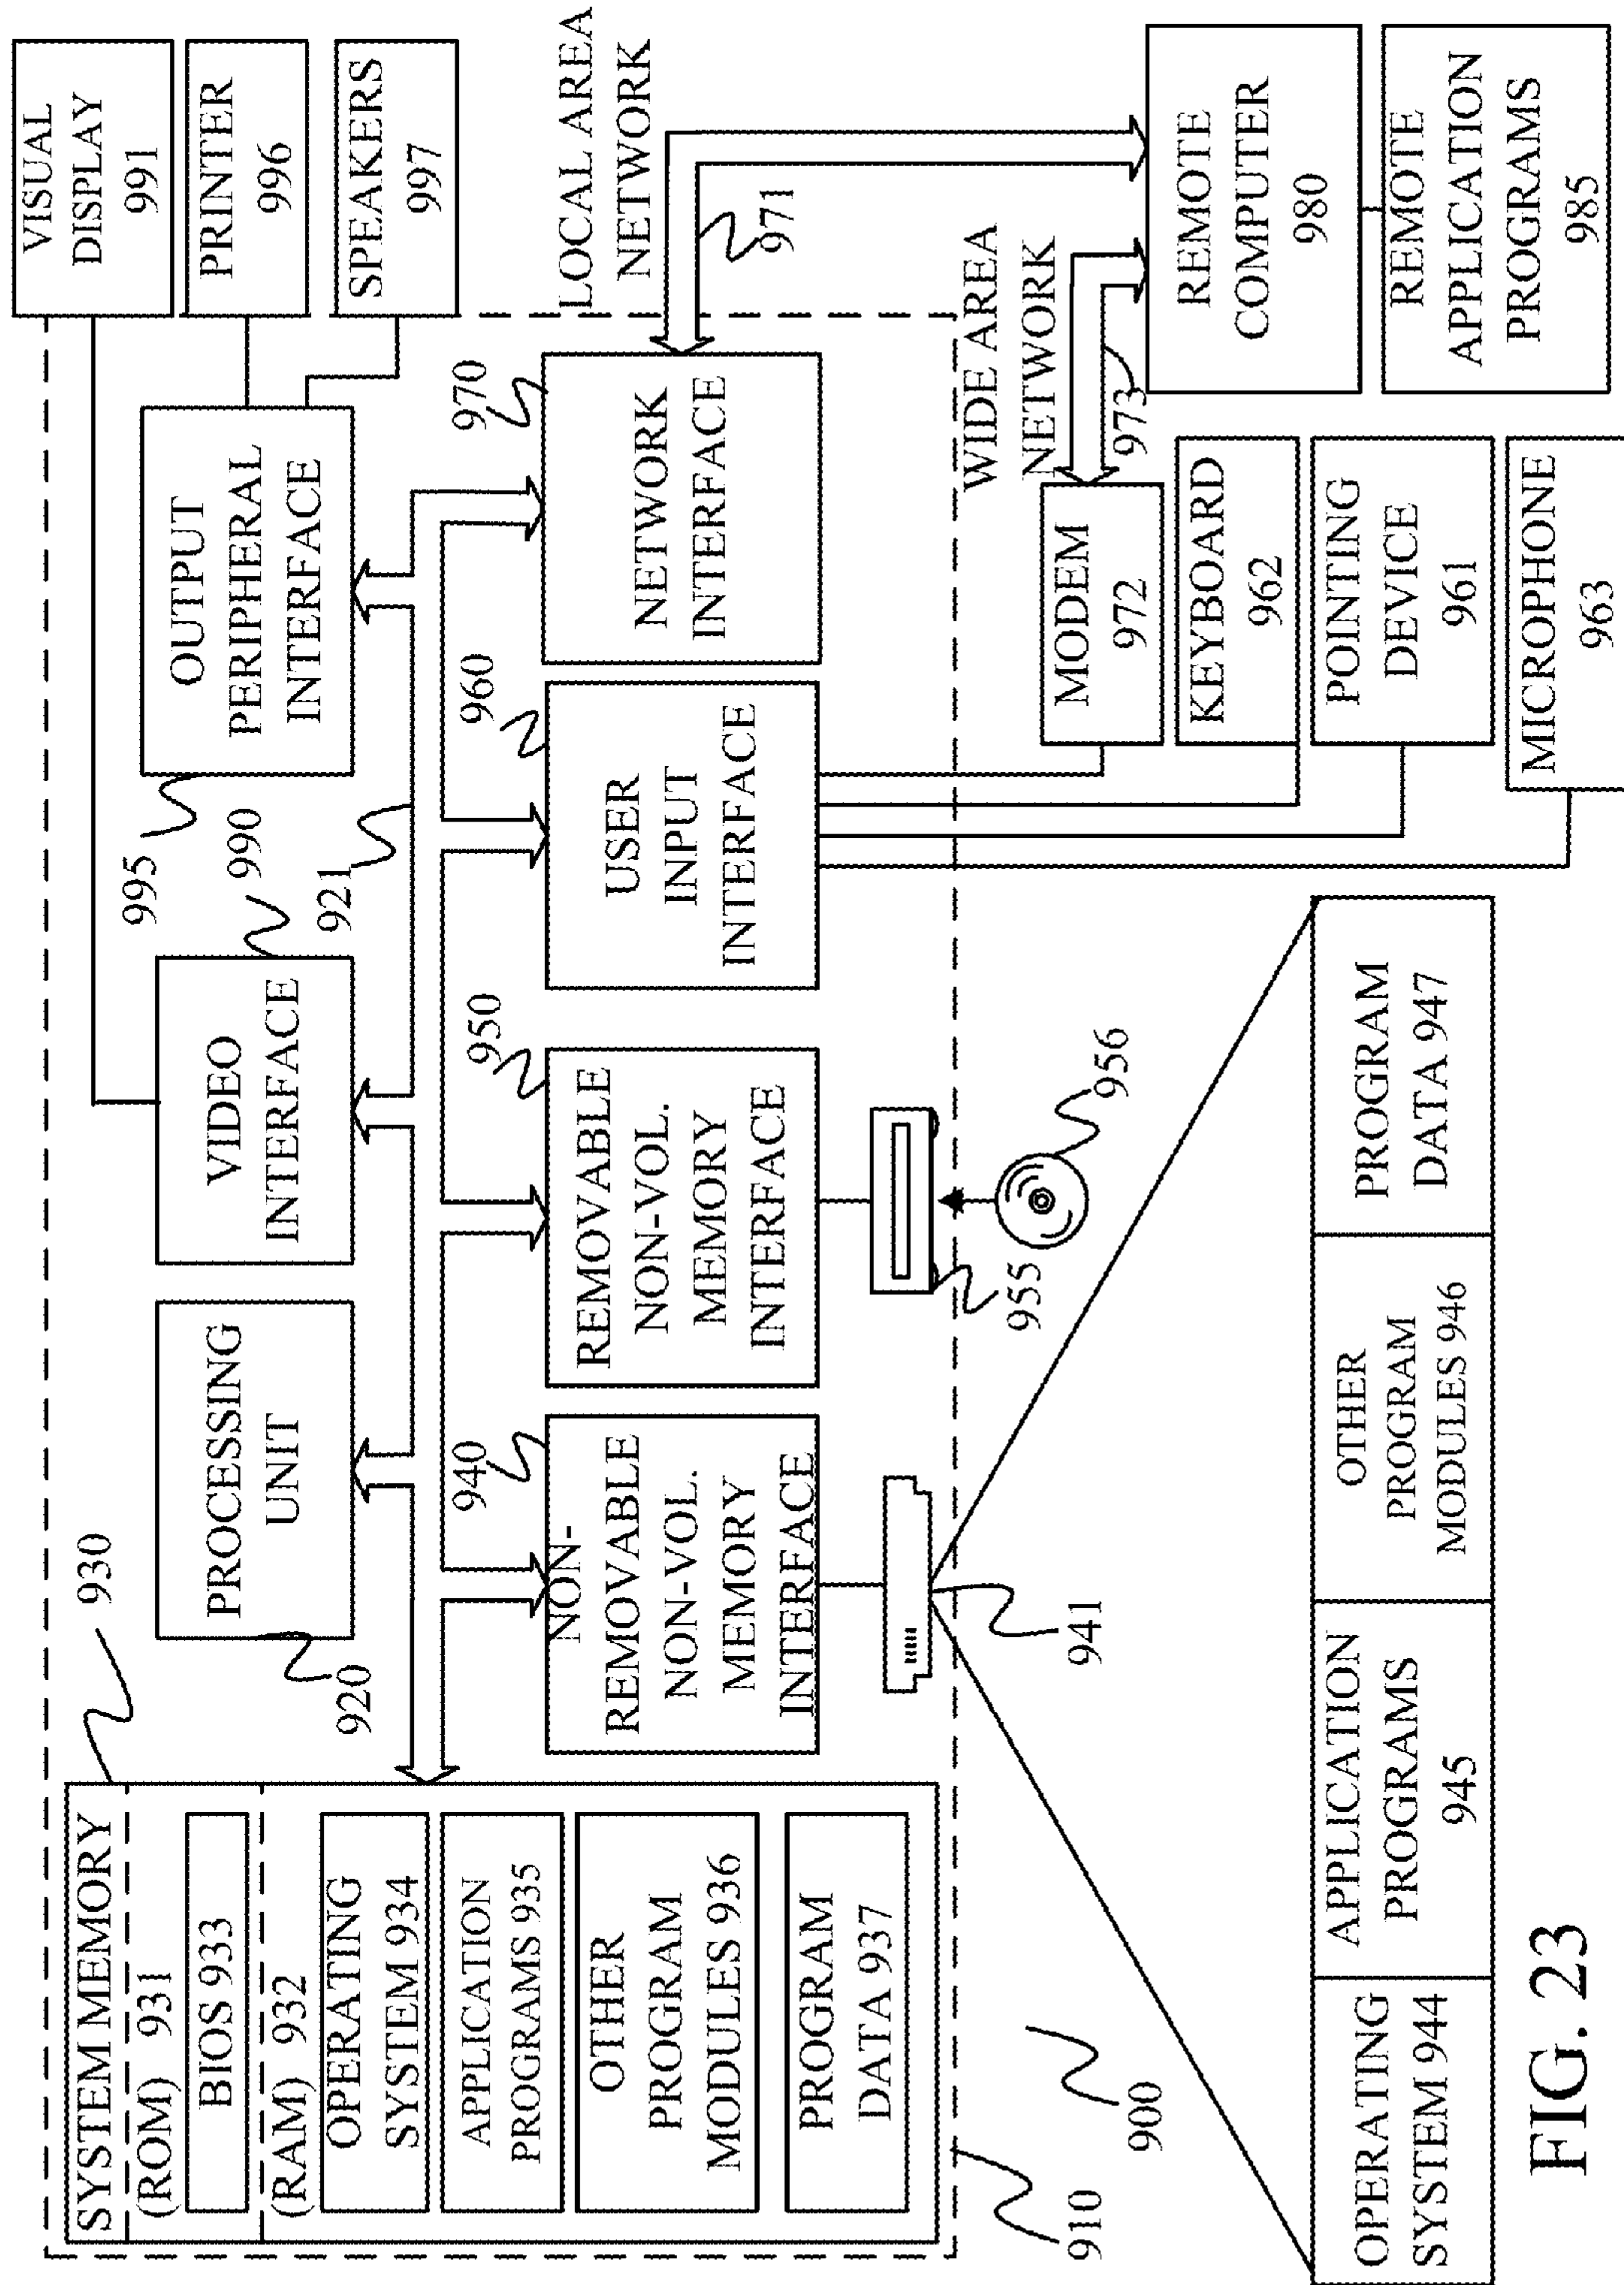 SYSTEM MEMORY
(ROM) 931
BIOS 933
(RAM) 932
OPERATING
SYSTEM 934
APPLICATION
PROGRAMS 935
OTHER
PROGRAM
MODULES 936
PROGRAM
DATA 937
930
PROCESSING
UNIT
920
VIDEO
INTERFACE
990
921
OUTPUT
PERIPHERAL
INTERFACE
995
VISUAL
DISPLAY
991
PRINTER
996
SPEAKERS
997
NON-
REMOVABLE
NON-VOL.
MEMORY
INTERFACE
940
REMOVABLE
NON-VOL.
MEMORY
INTERFACE
950
USER
INPUT
INTERFACE
960
NETWORK
INTERFACE
970
LOCAL AREA
NETWORK
971
WIDE AREA
NETWORK
973
941
955
956
MODEM
972
KEYBOARD
962
POINTING
DEVICE
961
MICROPHONE
963
REMOTE
COMPUTER
980
REMOTE
APPLICATION
PROGRAMS
985
910
900
OPERATING
SYSTEM 944
APPLICATION
PROGRAMS
945
OTHER
PROGRAM
MODULES 946
PROGRAM
DATA 947
FIG. 23